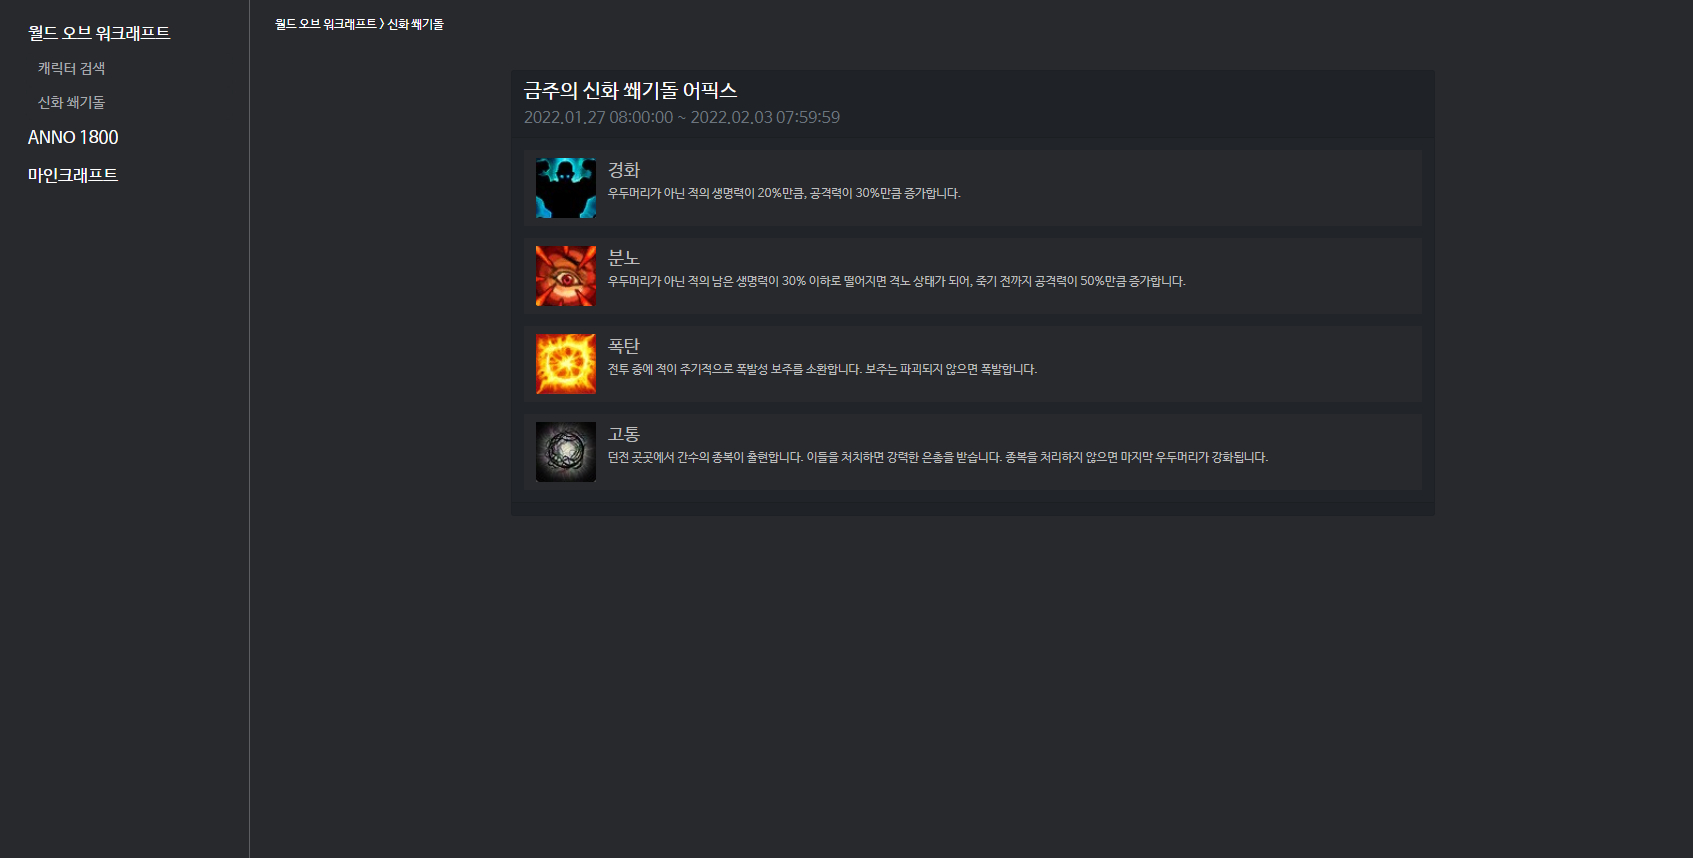 월드 오브 워크래프트
캐릭터 검색
신화 쐐기돌
ANNO 1800
마인크래프트
월드 오브 워크래프트 > 신화 쐐기돌
금주의 신화 쐐기돌 어픽스
2022.01.27 08:00:00 ~ 2022.02.03 07:59:59
경화
우두머리가 아닌 적의 생명력이 20%만큼, 공격력이 30%만큼 증가합니다.
분노
우두머리가 아닌 적의 남은 생명력이 30% 이하로 떨어지면 격노 상태가 되어, 죽기 전까지 공격력이 50%만큼 증가합니다.
폭탄
전투 중에 적이 주기적으로 폭발성 보주를 소환합니다. 보주는 파괴되지 않으면 폭발합니다.
고통
던전 곳곳에서 간수의 종복이 출현합니다. 이들을 처치하면 강력한 은총을 받습니다. 종복을 처리하지 않으면 마지막 우두머리가 강화됩니다.